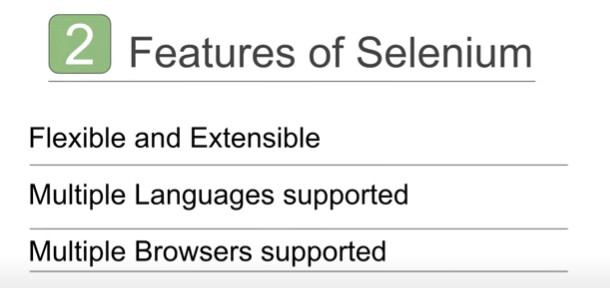 2 Features of Selenium
Flexible and Extensible
Multiple Languages supported
Multiple Browsers supported